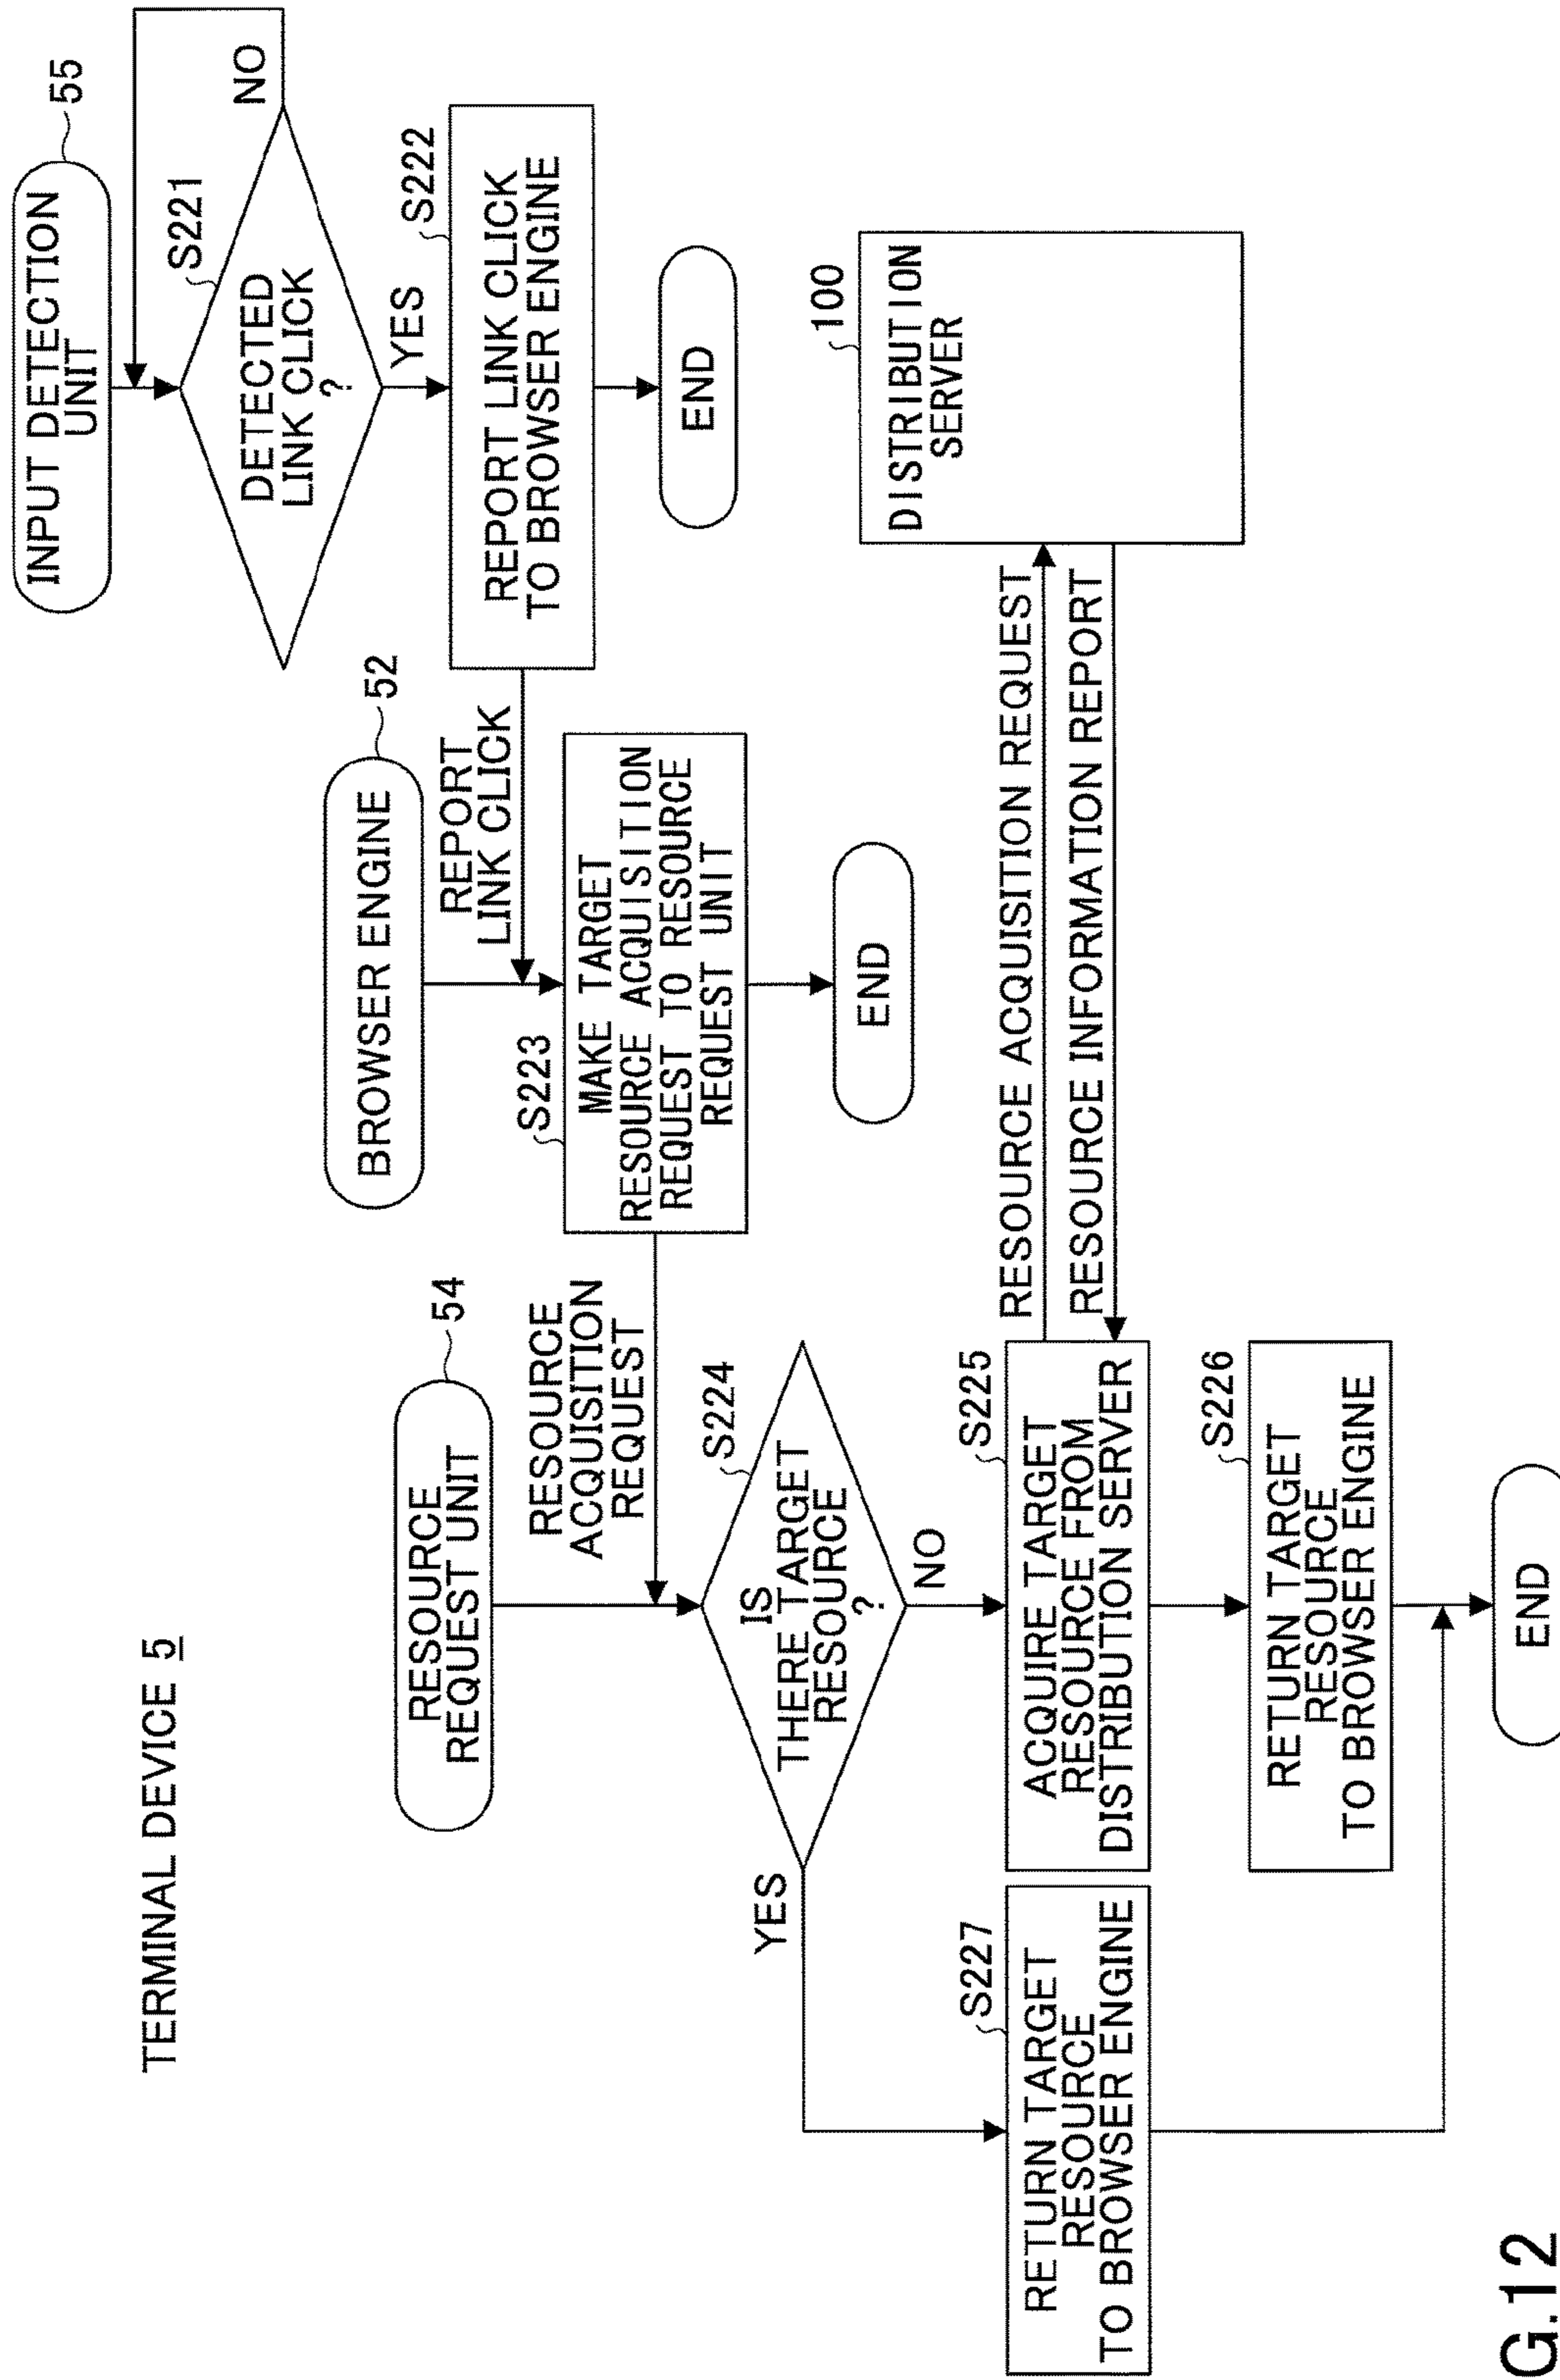 TERMINAL DEVICE 5
RESOURCE
REQUEST UNIT
54
RESOURCE
ACQUISITION
REQUEST
IS
THERE TARGET
RESOURCE
?
S224
YES
NO
RETURN TARGET
RESOURCE
TO BROWSER ENGINE
S227
ACQUIRE TARGET
RESOURCE FROM
DISTRIBUTION SERVER
S225
RETURN TARGET
RESOURCE
TO BROWSER ENGINE
S226
END
BROWSER ENGINE
52
REPORT
LINK CLICK
S223
MAKE TARGET
RESOURCE ACQUISITION
REQUEST TO RESOURCE
REQUEST UNIT
END
INPUT DETECTION
UNIT
55
DETECTED
LINK CLICK
?
S221
NO
YES
REPORT LINK CLICK
TO BROWSER ENGINE
S222
END
RESOURCE ACQUISITION REQUEST
RESOURCE INFORMATION REPORT
DISTRIBUTION
SERVER
100
G.12